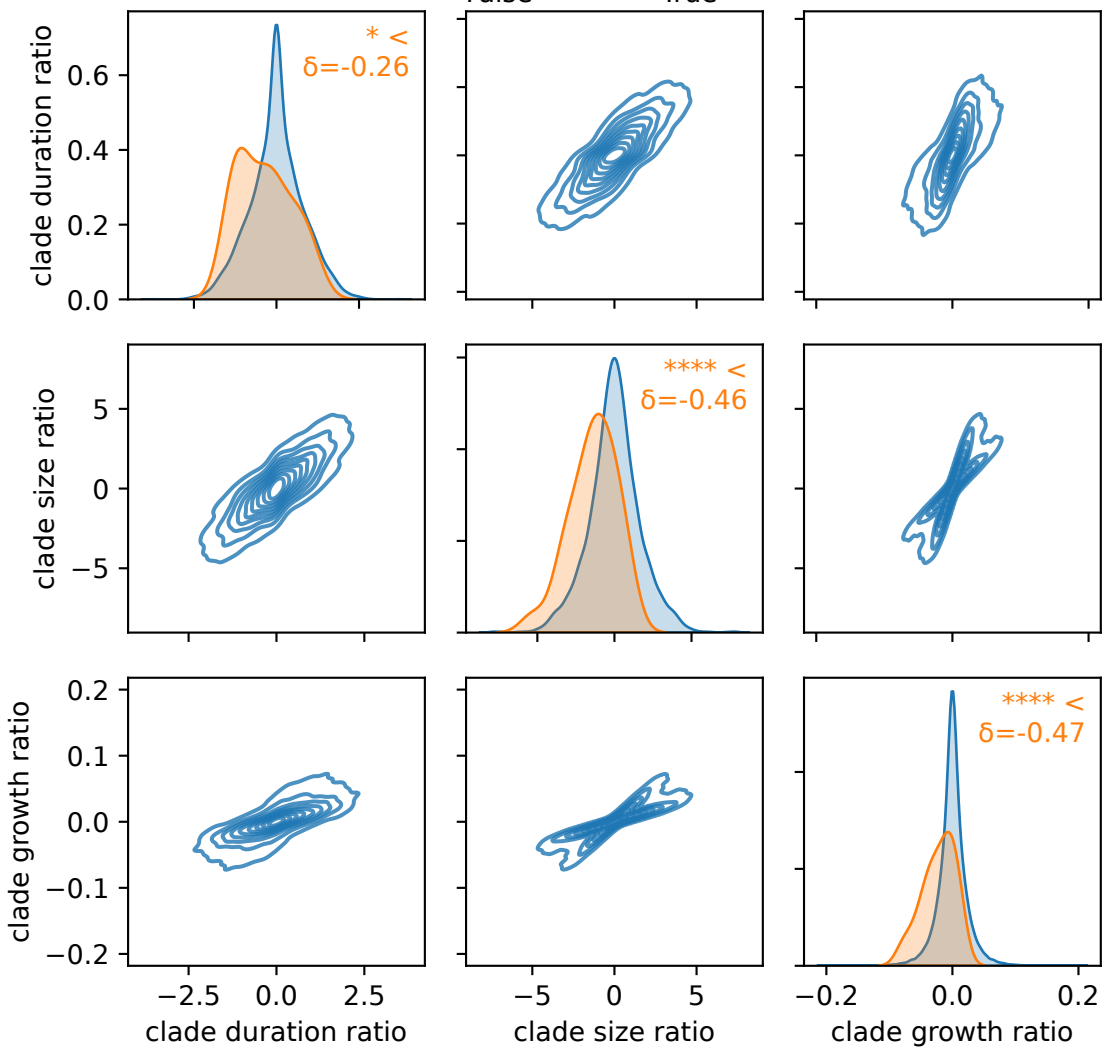 True
clade duration ratio
0.6
0.4
0.2
0.0
* <
δ=-0.26
clade size ratio
5
0
−5
**** <
δ=-0.46
clade growth ratio
0.2
0.1
0.0
−0.1
−0.2
**** <
δ=-0.47
−2.5 0.0 2.5
−5 0 5
−0.2 0.0 0.2
clade duration ratio
clade size ratio
clade growth ratio